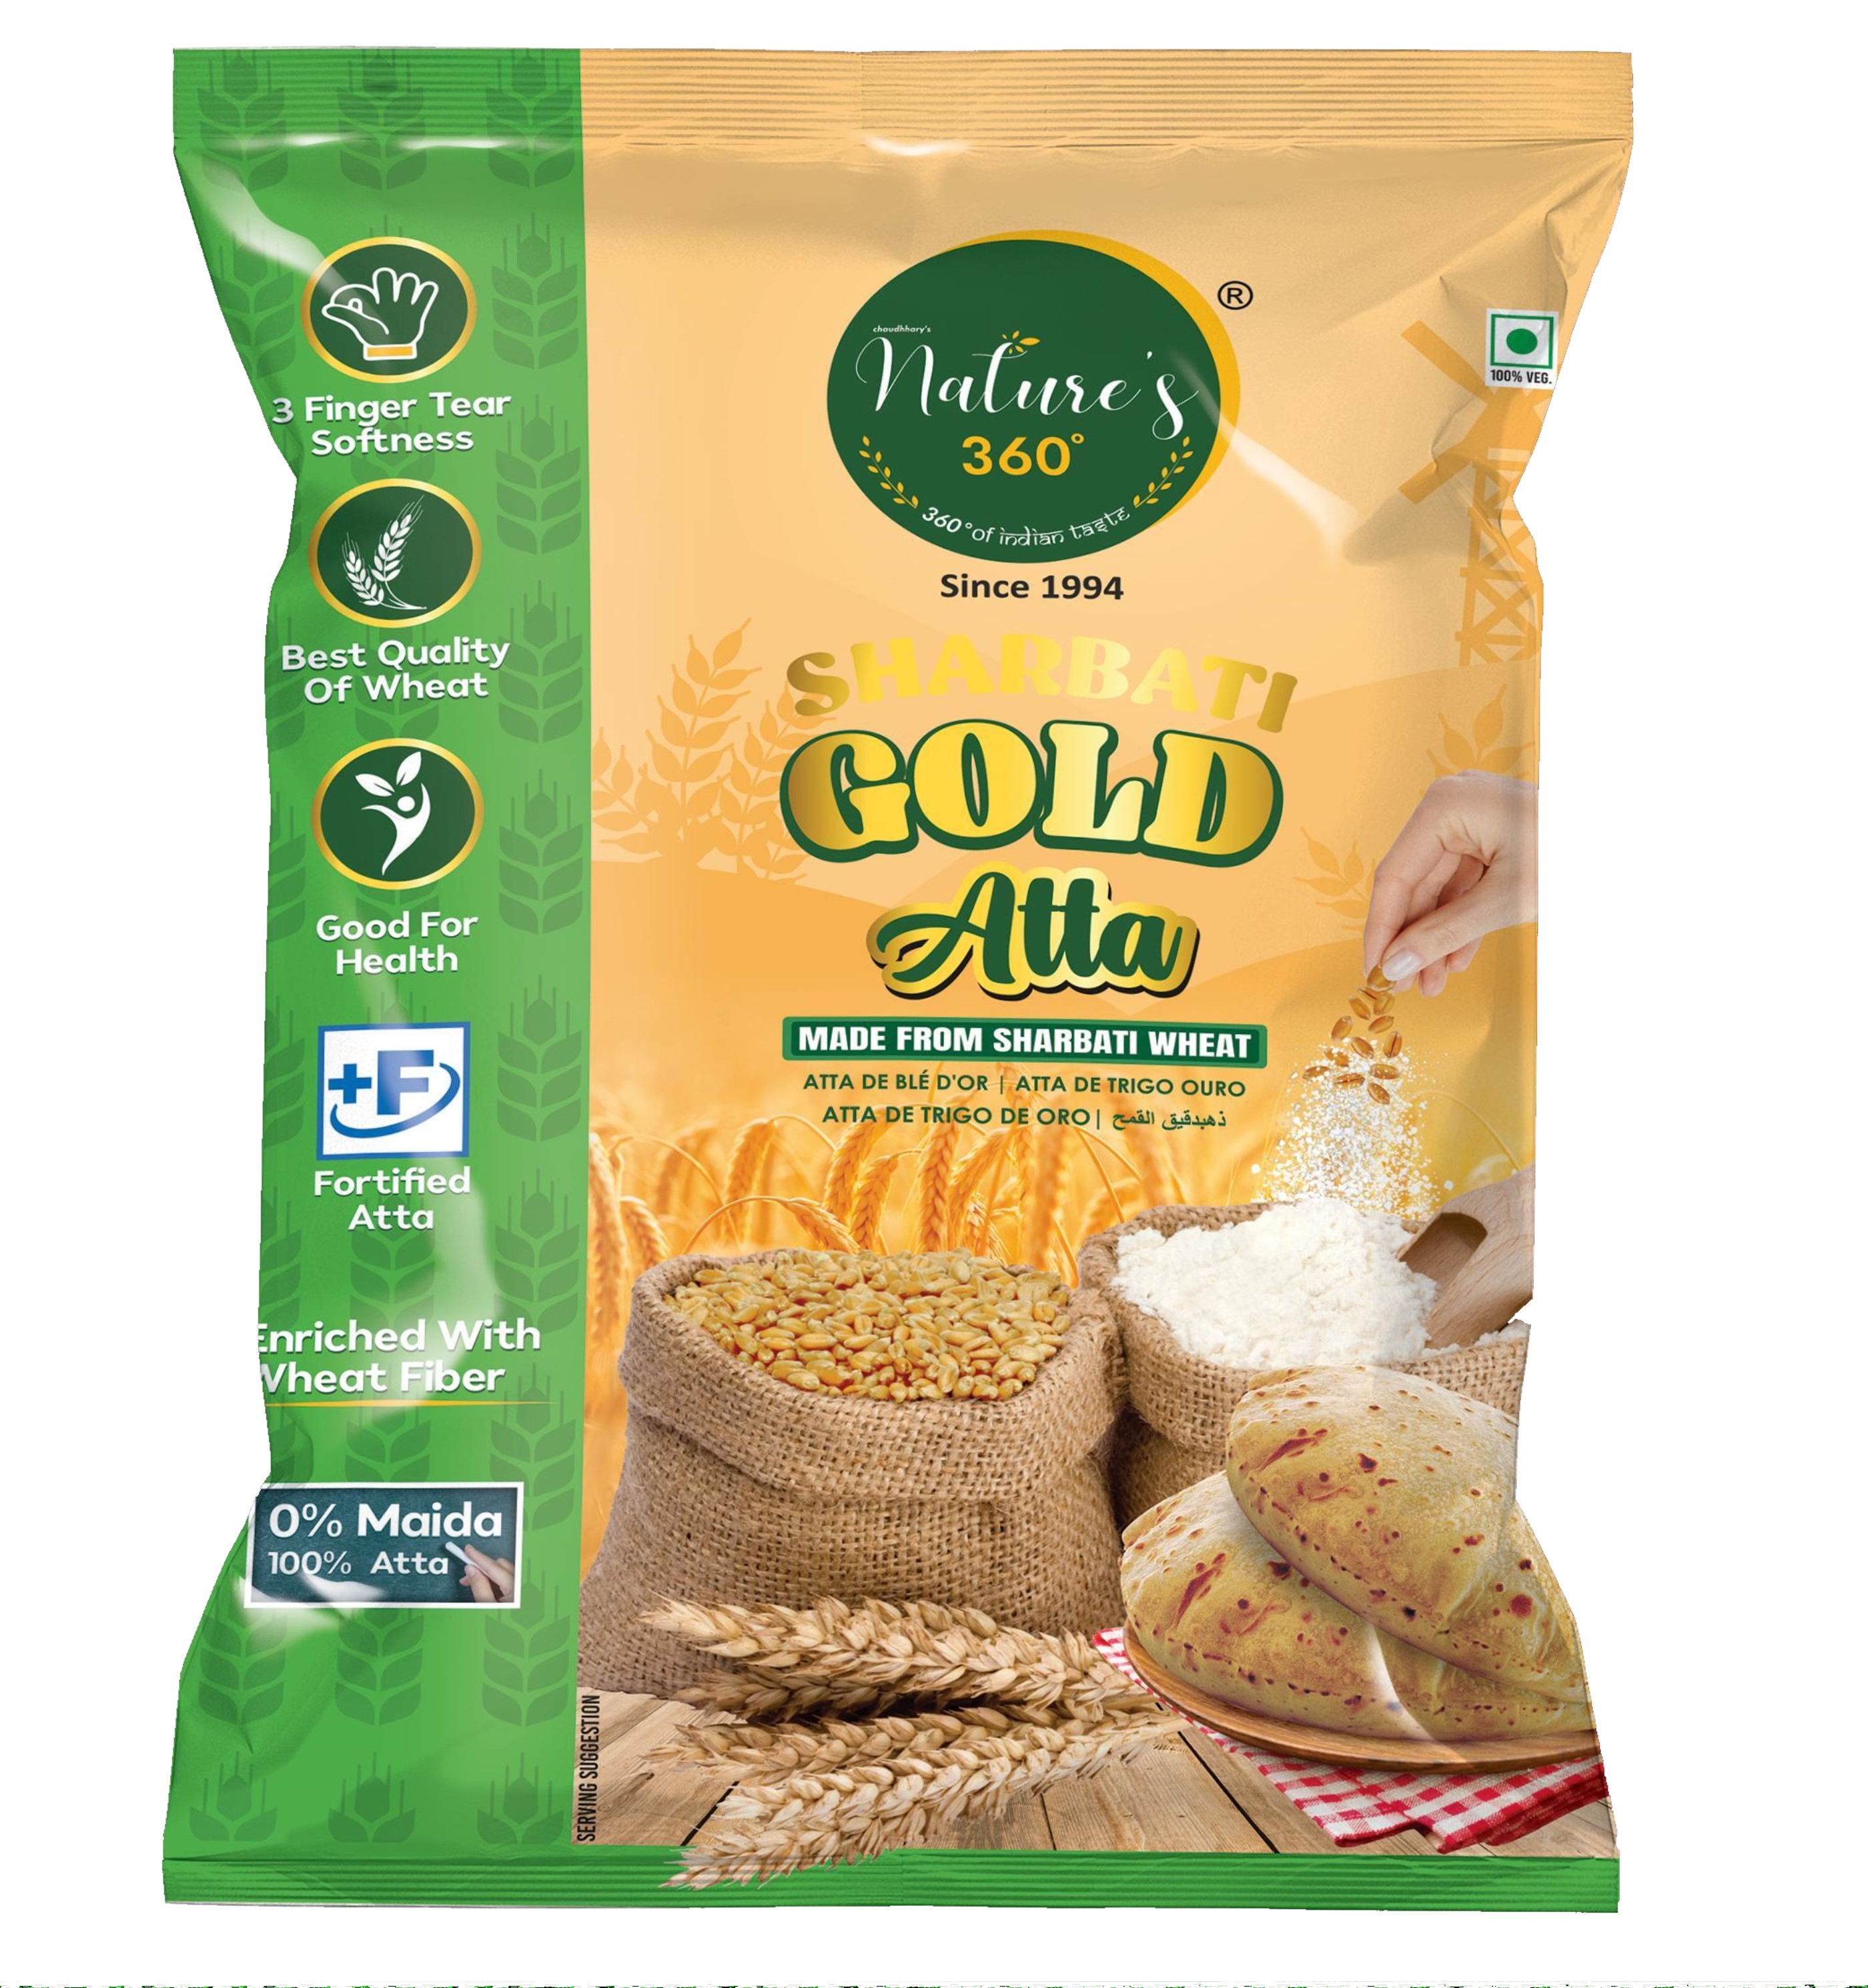 3 Finger Tear
Softness
Best Quality
Of Wheat
Good For
Health
+F
Fortified
Atta
Enriched With
Wheat Fiber
0% Maida
100% Atta
chaudhhary's
Nature's
360°
360° of indian taste
®
Since 1994
100% VEG.
SHARBATI
GOLD
Atta
MADE FROM SHARBATI WHEAT
ATTA DE BLÉ D'OR | ATTA DE TRIGO OURO
ATTA DE TRIGO DE ORO | ذهبدقيق القمح
SERVING SUGGESTION